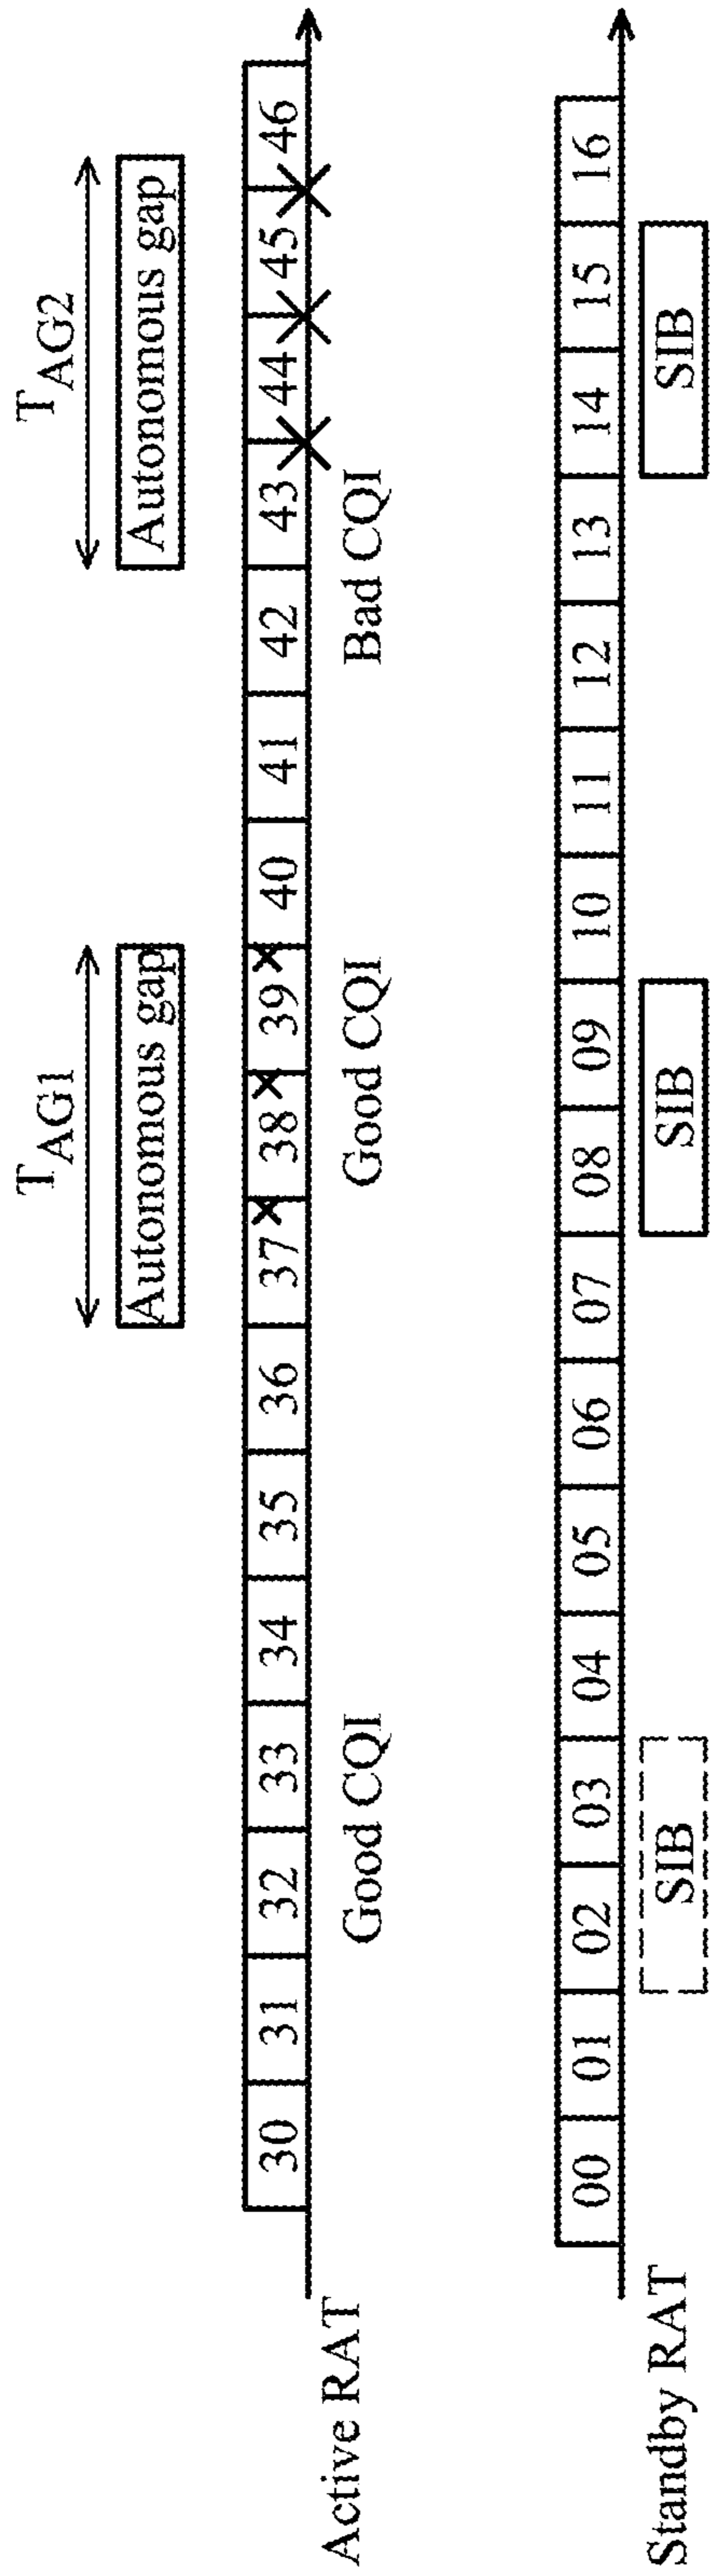 T_AG1 T_AG2
Autonomous gap Autonomous gap
30 31 32 33 34 35 36 37 38 39 40 41 42 43 44 45 46
Active RAT
Good CQI Good CQI Bad CQI
00 01 02 03 04 05 06 07 08 09 10 11 12 13 14 15 16
Standby RAT
SIB SIB SIB